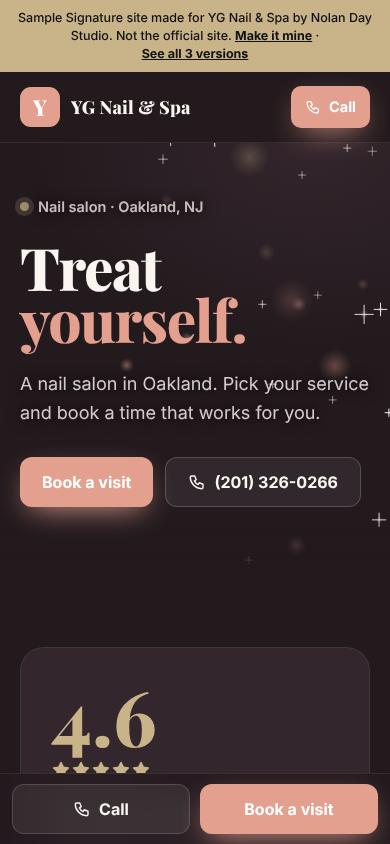 Sample Signature site made for YG Nail & Spa by Nolan Day
Studio. Not the official site. Make it mine ·
See all 3 versions
Y YG Nail & Spa Call
Nail salon · Oakland, NJ
Treat
yourself.
A nail salon in Oakland. Pick your service
and book a time that works for you.
Book a visit (201) 326-0266
4.6
Call Book a visit